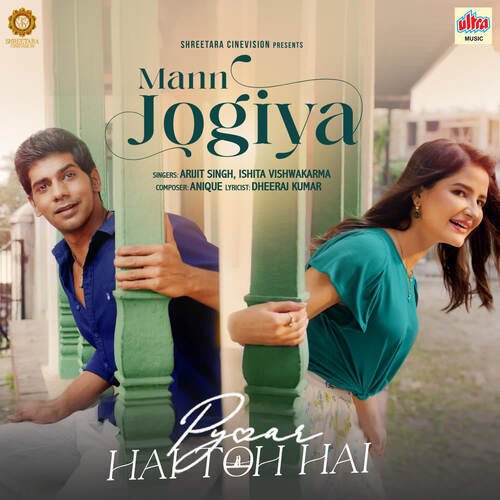 SHREETARA
ultra
MUSIC
SHREETARA CINEVISION PRESENTS
Mann
Jogiya
SINGERS: ARIJIT SINGH, ISHITA VISHWAKARMA
COMPOSER: ANIQUE LYRICIST: DHEERAJ KUMAR
Pyaar
HAI TOH HAI